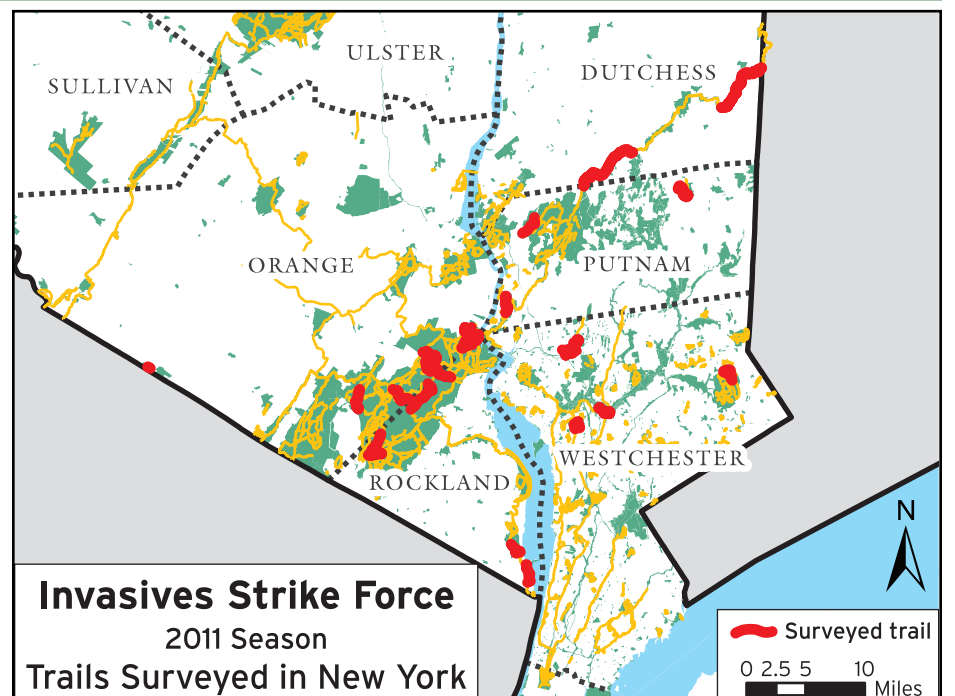 ULSTER
SULLIVAN
DUTCHESS
ORANGE
PUTNAM
WESTCHESTER
ROCKLAND
N
Invasives Strike Force
2011 Season
Trails Surveyed in New York
Surveyed trail
0 2.5 5 10
Miles